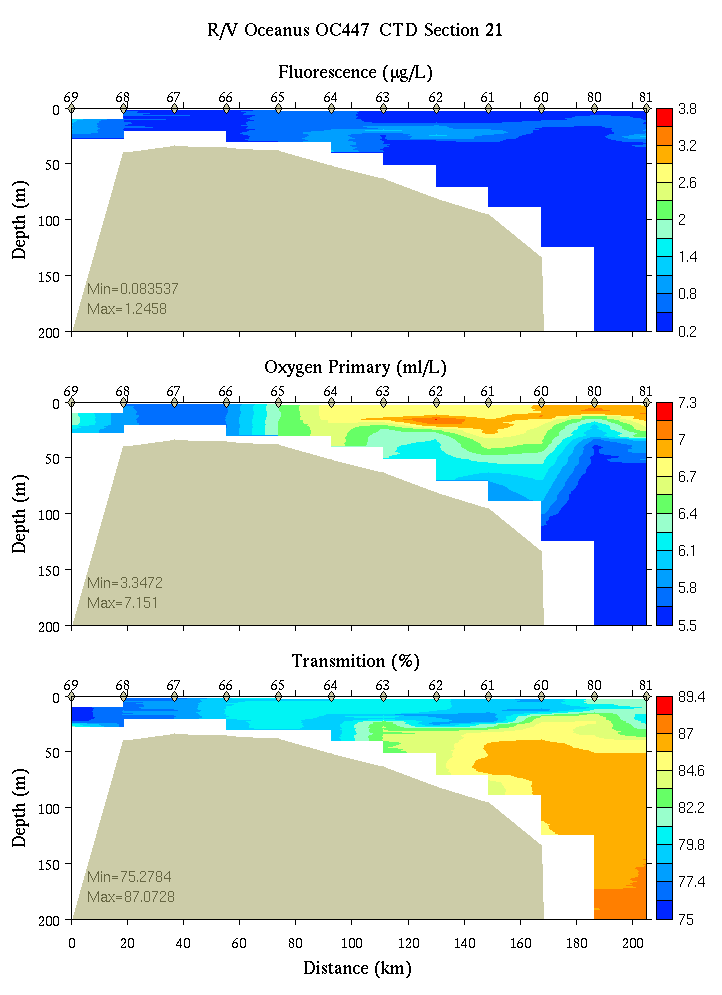 R/V Oceanus OC447 CTD Section 21
Fluorescence (µg/L)
69 68 67 66 65 64 63 62 61 60 80 81
0
50
100
150
200
Depth (m)
Min=0.083537
Max=1.2458
3.8
3.2
2.6
2
1.4
0.8
0.2
Oxygen Primary (ml/L)
69 68 67 66 65 64 63 62 61 60 80 81
0
50
100
150
200
Depth (m)
Min=3.3472
Max=7.151
7.3
7
6.7
6.4
6.1
5.8
5.5
Transmition (%)
69 68 67 66 65 64 63 62 61 60 80 81
0
50
100
150
200
Depth (m)
Min=75.2784
Max=87.0728
89.4
87
84.6
82.2
79.8
77.4
75
0 20 40 60 80 100 120 140 160 180 200
Distance (km)